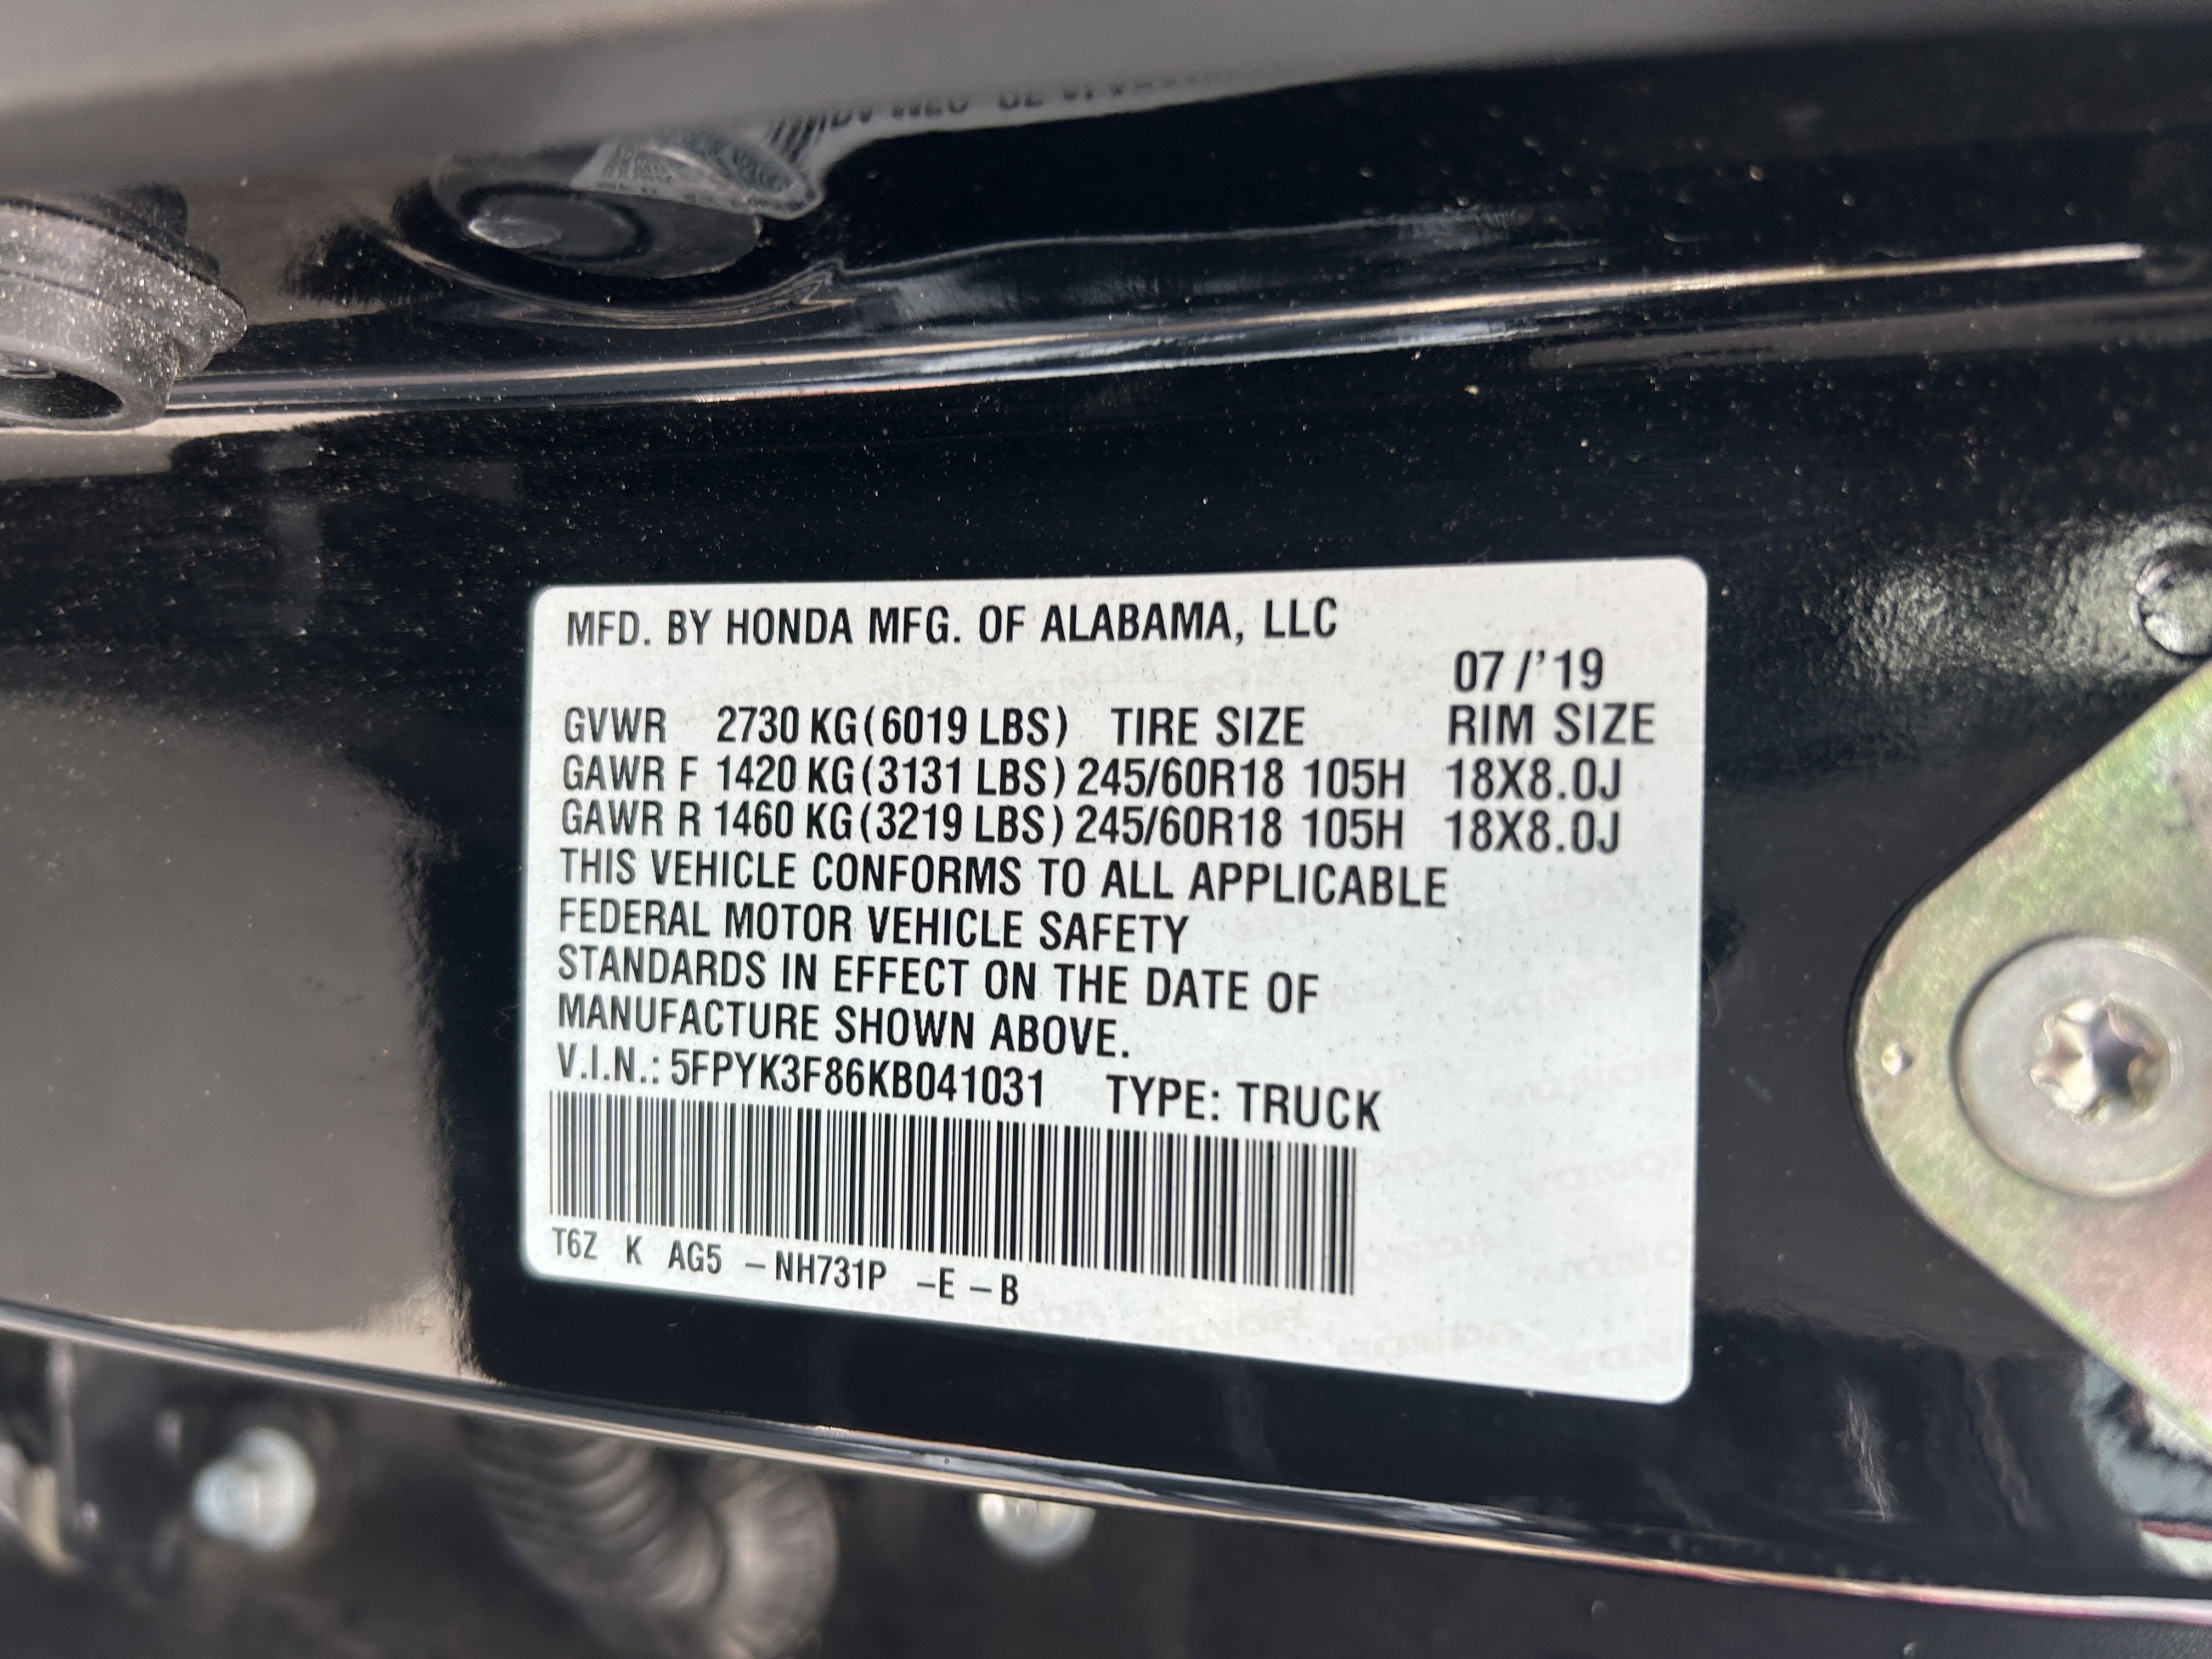 MFD. BY HONDA MFG. OF ALABAMA, LLC
07/'19
GVWR 2730 KG(6019 LBS) TIRE SIZE RIM SIZE
GAWR F 1420 KG(3131 LBS) 245/60R18 105H 18X8.0J
GAWR R 1460 KG(3219 LBS) 245/60R18 105H 18X8.0J
THIS VEHICLE CONFORMS TO ALL APPLICABLE
FEDERAL MOTOR VEHICLE SAFETY
STANDARDS IN EFFECT ON THE DATE OF
MANUFACTURE SHOWN ABOVE.
V.I.N.: 5FPYK3F86KB041031 TYPE: TRUCK
T6Z K AG5 –NH731P –E –B